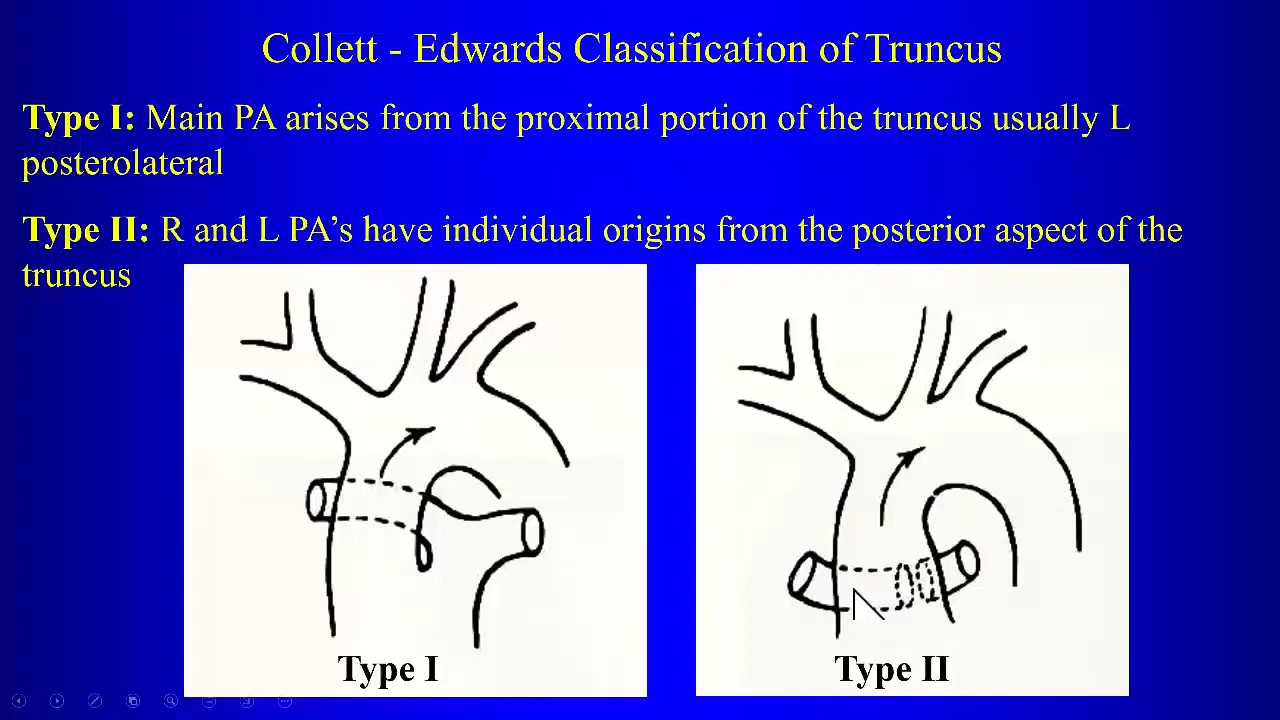 Collett - Edwards Classification of Truncus
Type I: Main PA arises from the proximal portion of the truncus usually L
posterolateral
Type II: R and L PA’s have individual origins from the posterior aspect of the
truncus
Type I
Type II